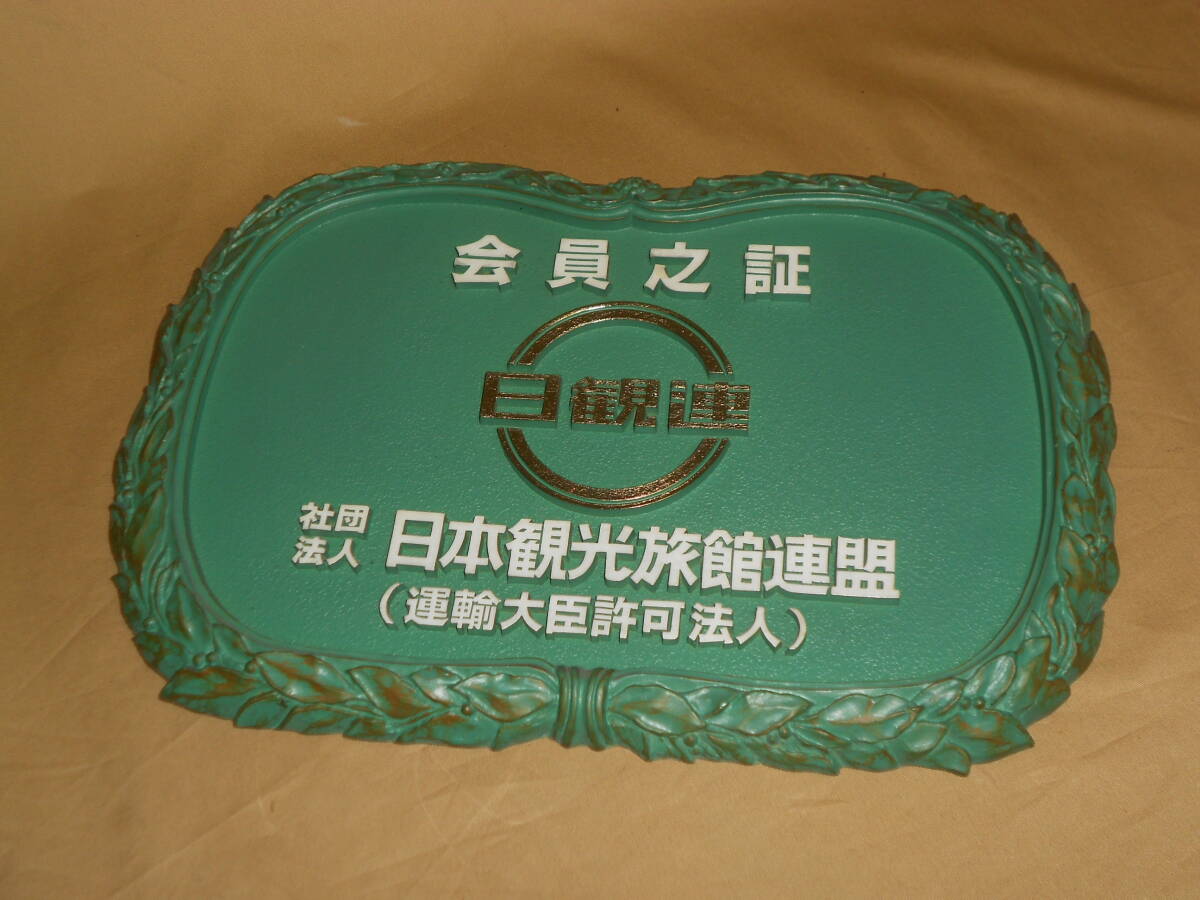 会員之証
日観連
社団法人 日本観光旅館連盟
(運輸大臣許可法人)